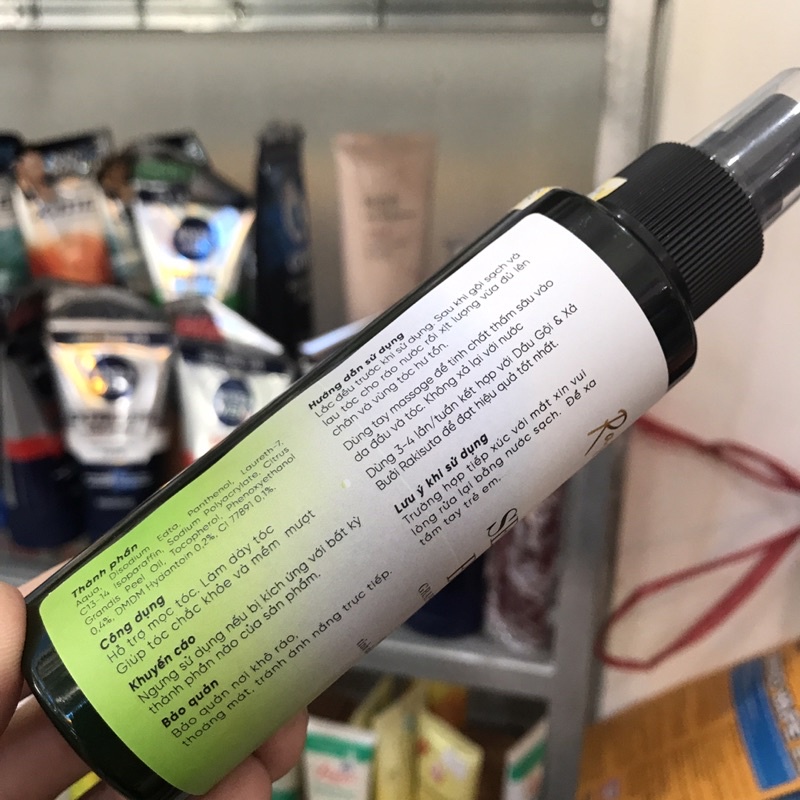 Thành phần
Aqua, Disodium Eata, Panthenol, Laureth-7,
C13-14 Isoparaffin, Sodium Polyacrylate, Citrus
Grandis Peel Oil, Tocopherol, Phenoxyethanol
0,4%, DMDM Hydantoin 0,2%, CI 77891 0,1%.
Công dụng
Hỗ trợ mọc tóc, Làm dày tóc
Giúp tóc chắc khỏe và mềm mượt
Khuyến cáo
Ngưng sử dụng nếu bị kích ứng với bất kỳ
thành phần nào của sản phẩm.
Bảo quản
Bảo quản nơi khô ráo,
thoáng mát, tránh ánh nắng trực tiếp.
Hướng dẫn sử dụng
Lắc đều trước khi sử dụng. Sau khi gội sạch và
lau tóc cho ráo nước rồi xịt lượng vừa đủ lên
chân và vùng tóc hư tổn.
Dùng tay massage để tinh chất thấm sâu vào
da đầu và tóc. Không xả lại với nước
Dùng 3-4 lần/tuần kết hợp với Dầu Gội & Xả
Bưởi Rakisuta để đạt hiệu quả tốt nhất.
Lưu ý khi sử dụng
Trường hợp tiếp xúc với mắt xin vui
lòng rửa lại bằng nước sạch. Để xa
tầm tay trẻ em.